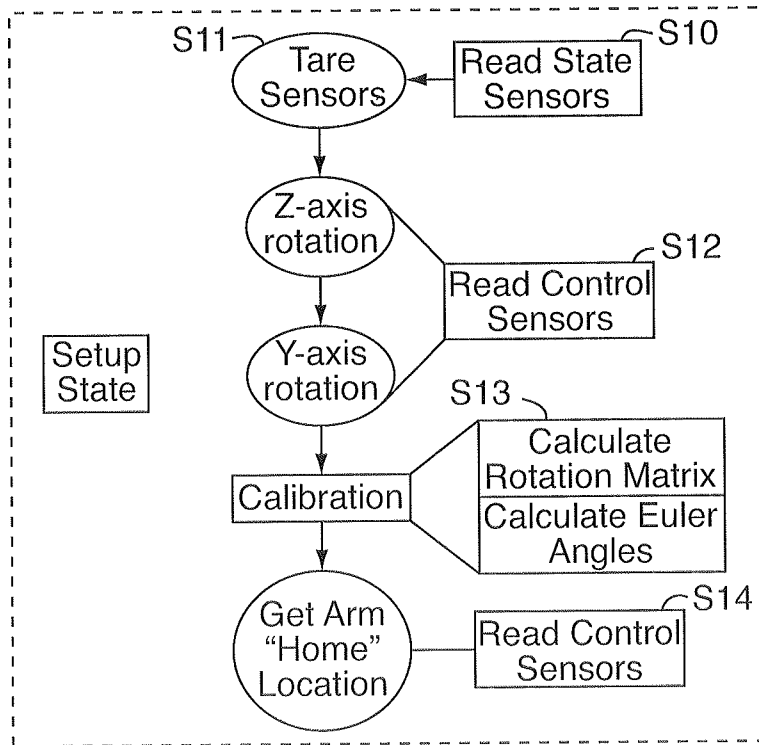 S11
Tare
Sensors
S10
Read State
Sensors
Z-axis
rotation
S12
Read Control
Sensors
Y-axis
rotation
Setup
State
S13
Calculate
Rotation Matrix
Calculate Euler
Angles
Calibration
Get Arm
“Home”
Location
S14
Read Control
Sensors